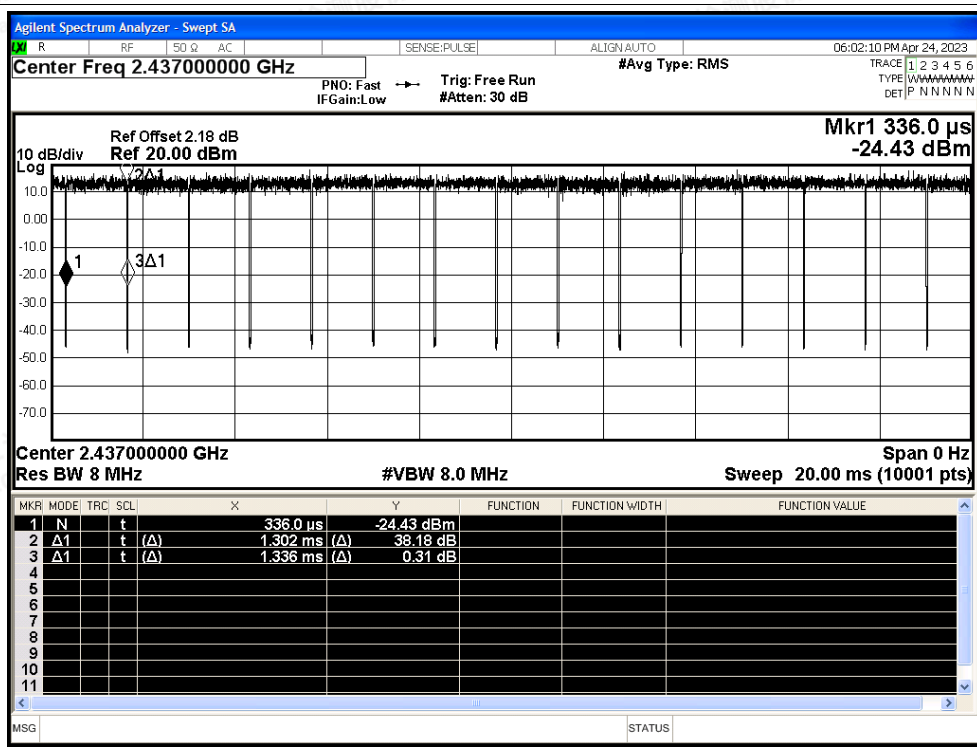 Agilent Spectrum Analyzer - Swept SA
LXI R RF 50 Ω AC SENSE:PULSE ALIGN AUTO 06:02:10 PM Apr 24, 2023
Center Freq 2.437000000 GHz #Avg Type: RMS TRACE 1 2 3 4 5 6
PNO: Fast Trig: Free Run TYPE WWWWWW
IFGain:Low #Atten: 30 dB DET P N N N N N
Mkr1 336.0 µs
-24.43 dBm
Ref Offset 2.18 dB
10 dB/div Ref 20.00 dBm
Log
2Δ1
10.0
0.00
-10.0
1 3Δ1
-20.0
-30.0
-40.0
-50.0
-60.0
-70.0
Center 2.437000000 GHz Span 0 Hz
Res BW 8 MHz #VBW 8.0 MHz Sweep 20.00 ms (10001 pts)
MKR MODE TRC SCL X Y FUNCTION FUNCTION WIDTH FUNCTION VALUE
1 N t 336.0 µs -24.43 dBm
2 Δ1 t (Δ) 1.302 ms (Δ) 38.18 dB
3 Δ1 t (Δ) 1.336 ms (Δ) 0.31 dB
4
5
6
7
8
9
10
11
MSG STATUS